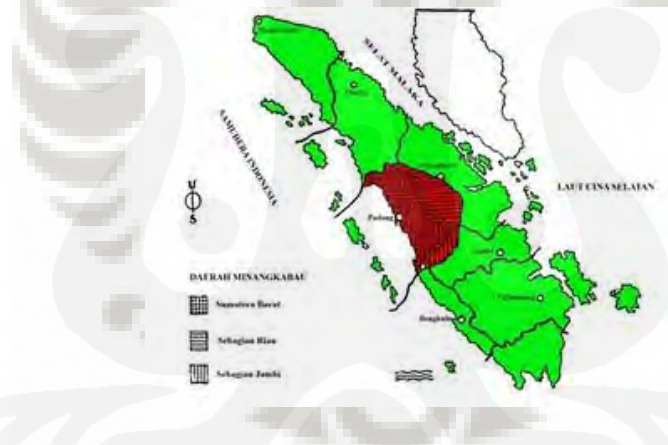 SELAT MALAKA
SAMUDERA INDONESIA
LAUT CINA SELATAN
U
S
Padang
Bengkulu
DAERAH MINANGKABAU
Sumatera Barat
Sebagian Riau
Sebagian Jambi